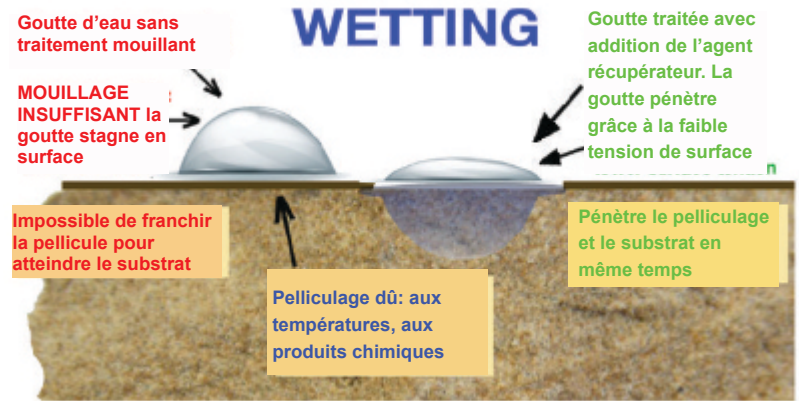 WETTING
Goutte d'eau sans
traitement mouillant
MOUILLAGE
INSUFFISANT la
goutte stagne en
surface
Goutte traitée avec
addition de l'agent
récupérateur. La
goutte pénètre
grâce à la faible
tension de surface
Impossible de franchir
la pellicule pour
atteindre le substrat
Pelliculage dû: aux
températures, aux
produits chimiques
Pénètre le pelliculage
et le substrat en
même temps